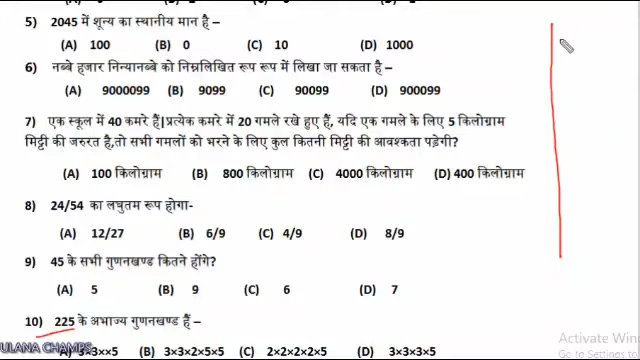 5) 2045 में शून्य का स्थानीय मान है –
(A) 100 (B) 0 (C) 10 (D) 1000
6) नब्बे हजार निन्यानब्बे को निम्रलिखित रूप रूप में लिखा जा सकता है –
(A) 9000099 (B) 9099 (C) 90099 (D) 900099
7) एक स्कूल में 40 कमरे हैं|प्रत्येक कमरे में 20 गमले रखे हुए हैं, यदि एक गमले के लिए 5 किलोग्राम
मिट्टी की जरुरत है,तो सभी गमलों को भरने के लिए कुल कितनी मिट्टी की आवश्कता पड़ेगी?
(A) 100 किलोग्राम (B) 800 किलोग्राम (C) 4000 किलोग्राम (D) 400 किलोग्राम
8) 24/54 का लघुतम रूप होगा-
(A) 12/27 (B) 6/9 (C) 4/9 (D) 8/9
9) 45 के सभी गुणनखण्ड कितने होंगे?
(A) 5 (B) 9 (C) 6 (D) 7
10) 225 के अभाज्य गुणनखण्ड हैं –
(A) 3×3××5 (B) 3×3×2×5×5 (C) 2×2×2×2×5 (D) 3×3×3×5
ULANA CHAMPS
Activate Win
Go to Settings to